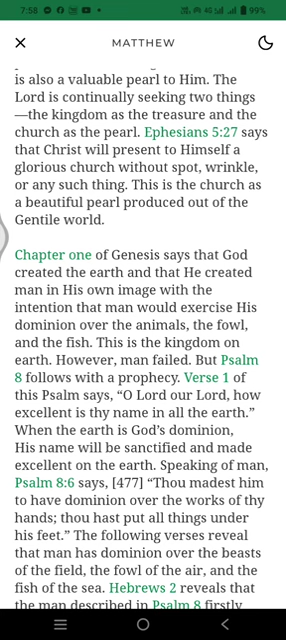 7:58
4G
99%
MATTHEW
is also a valuable pearl to Him. The
Lord is continually seeking two things
—the kingdom as the treasure and the
church as the pearl. Ephesians 5:27 says
that Christ will present to Himself a
glorious church without spot, wrinkle,
or any such thing. This is the church as
a beautiful pearl produced out of the
Gentile world.
Chapter one of Genesis says that God
created the earth and that He created
man in His own image with the
intention that man would exercise His
dominion over the animals, the fowl,
and the fish. This is the kingdom on
earth. However, man failed. But Psalm
8 follows with a prophecy. Verse 1 of
this Psalm says, “O Lord our Lord, how
excellent is thy name in all the earth.”
When the earth is God’s dominion,
His name will be sanctified and made
excellent on the earth. Speaking of man,
Psalm 8:6 says, [477] “Thou madest him
to have dominion over the works of thy
hands; thou hast put all things under
his feet.” The following verses reveal
that man has dominion over the beasts
of the field, the fowl of the air, and the
fish of the sea. Hebrews 2 reveals that
the man described in Psalm 8 firstly